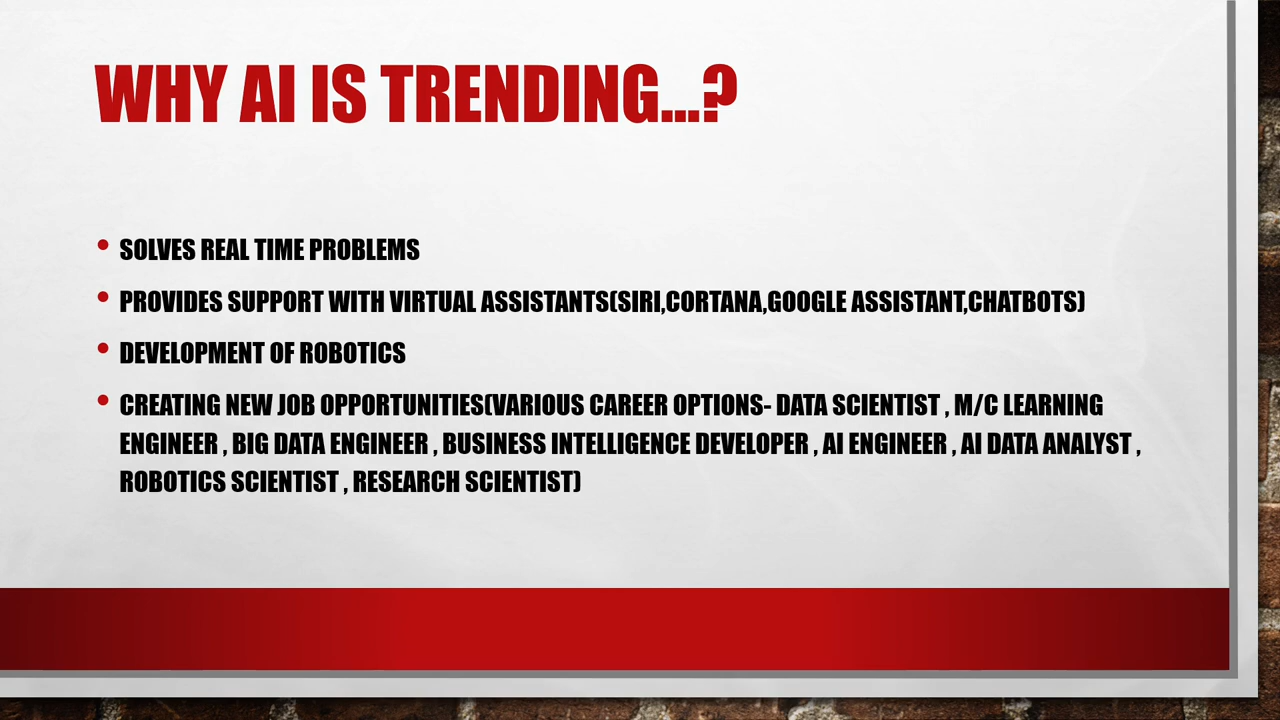 WHY AI IS TRENDING...?
• SOLVES REAL TIME PROBLEMS
• PROVIDES SUPPORT WITH VIRTUAL ASSISTANTS(SIRI,CORTANA,GOOGLE ASSISTANT,CHATBOTS)
• DEVELOPMENT OF ROBOTICS
• CREATING NEW JOB OPPORTUNITIES(VARIOUS CAREER OPTIONS- DATA SCIENTIST , M/C LEARNING
ENGINEER , BIG DATA ENGINEER , BUSINESS INTELLIGENCE DEVELOPER , AI ENGINEER , AI DATA ANALYST ,
ROBOTICS SCIENTIST , RESEARCH SCIENTIST)